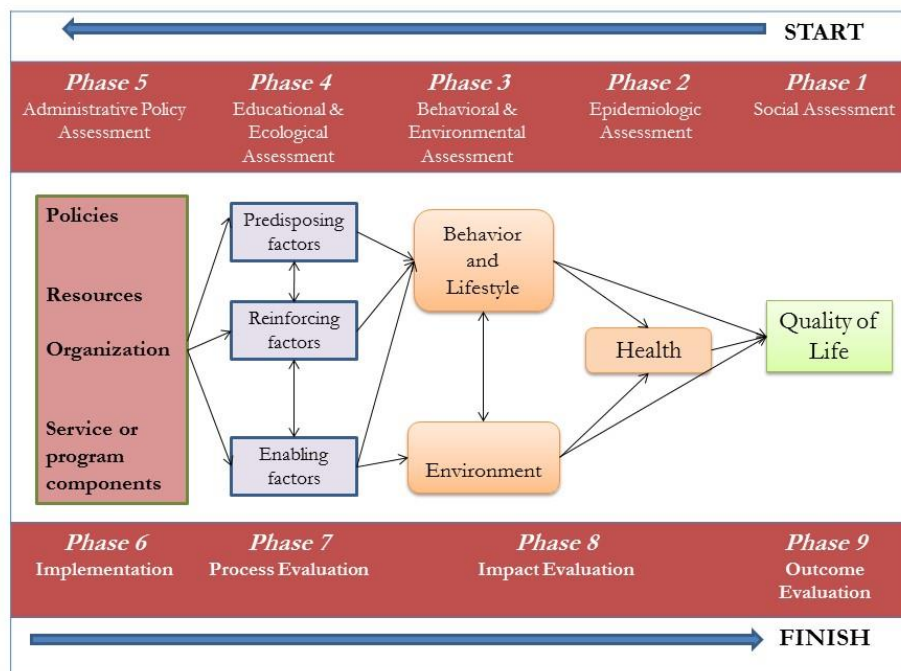 START
Phase 5
Administrative Policy
Assessment
Phase 4
Educational &
Ecological
Assessment
Phase 3
Behavioral &
Environmental
Assessment
Phase 2
Epidemiologic
Assessment
Phase 1
Social Assessment
Policies
Resources
Organization
Service or
program
components
Predisposing
factors
Reinforcing
factors
Enabling
factors
Behavior
and
Lifestyle
Environment
Health
Quality of
Life
Phase 6
Implementation
Phase 7
Process Evaluation
Phase 8
Impact Evaluation
Phase 9
Outcome
Evaluation
FINISH